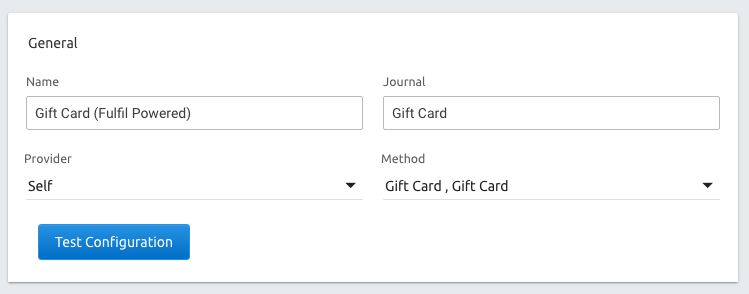 General
Name
Journal
Gift Card (Fulfil Powered)
Gift Card
Provider
Method
Self
Gift Card , Gift Card
Test Configuration